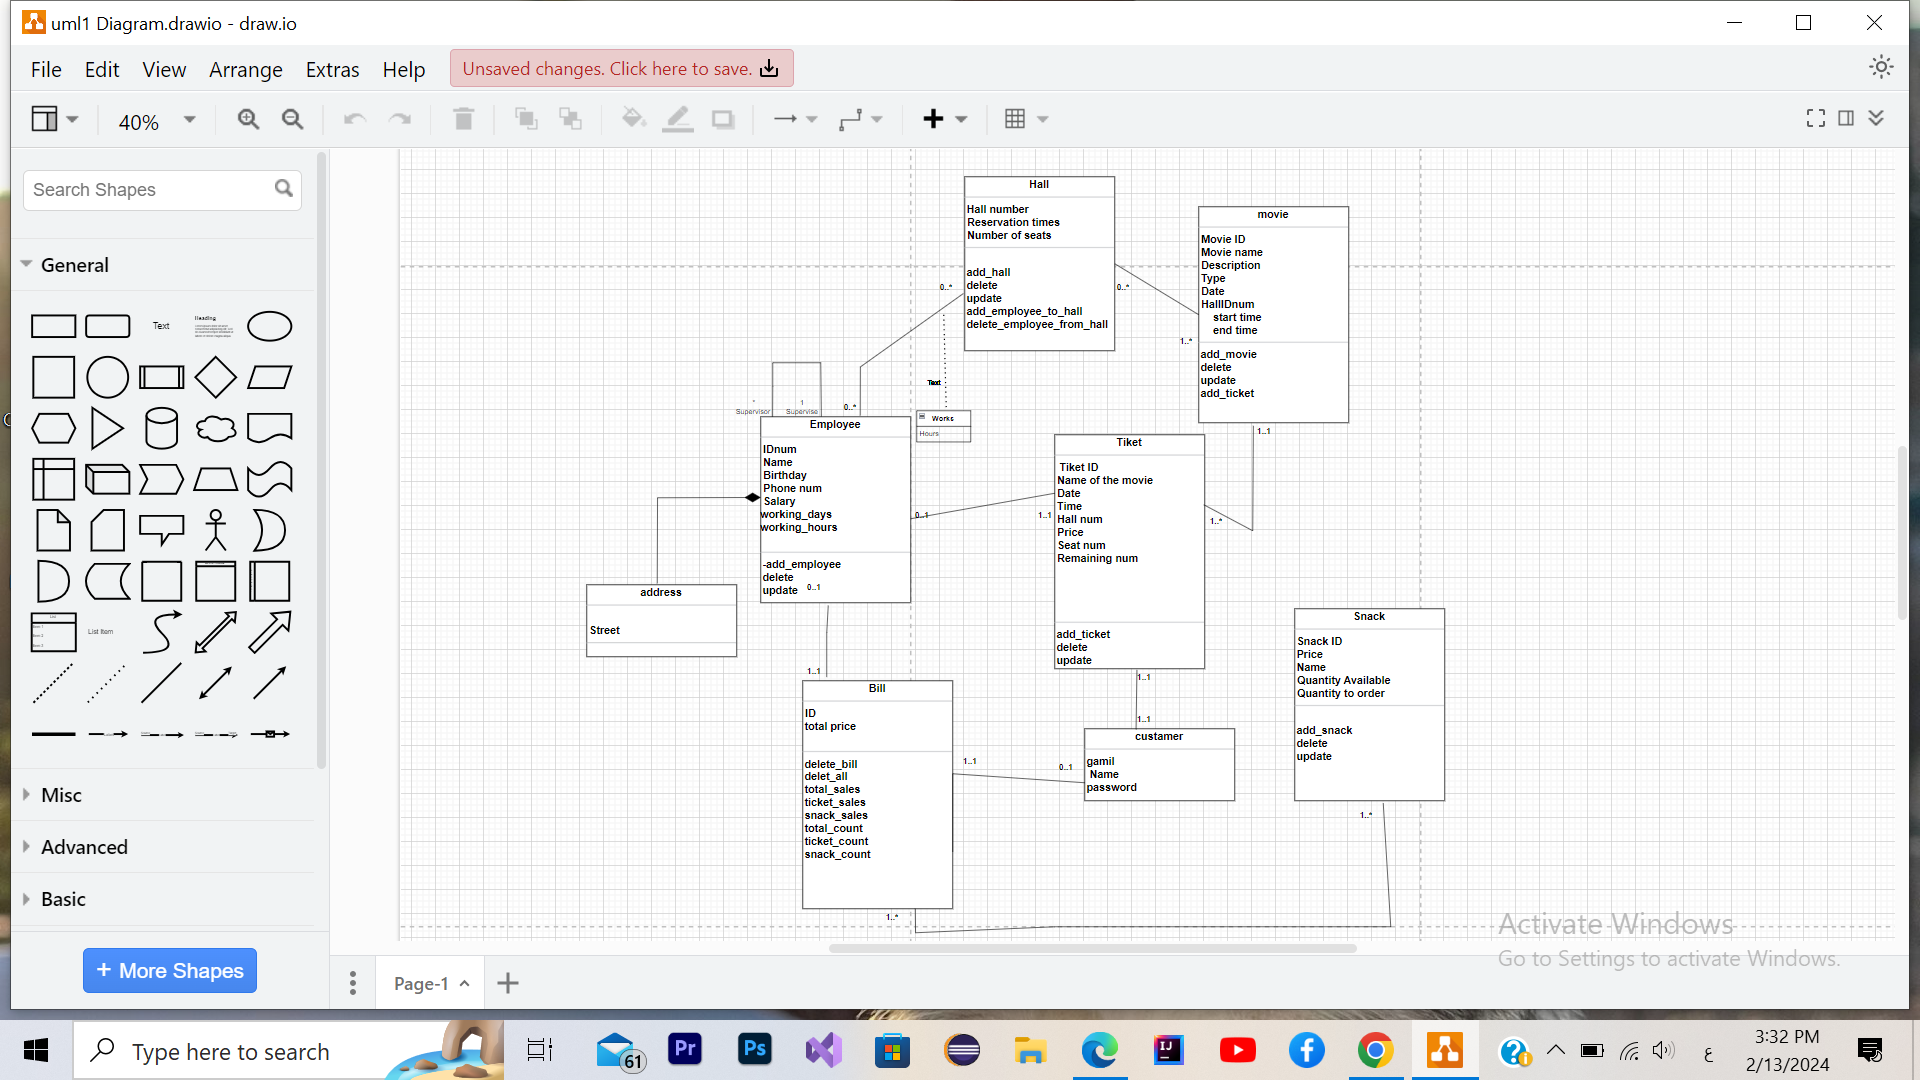 uml1 Diagram.drawio - draw.io
File Edit View Arrange Extras Help Unsaved changes. Click here to save.
40%
Search Shapes
General
Text
Heading
List Item
Misc
Advanced
Basic
+ More Shapes
Hall
Hall number
Reservation times
Number of seats
add_hall
delete
update
add_employee_to_hall
delete_employee_from_hall
0..*
0..*
movie
Movie ID
Movie name
Description
Type
Date
HallIDnum
start time
end time
add_movie
delete
update
add_ticket
1..*
1..1
Text
Works
Hours
*
Supervisor
1
Supervise
0..*
Employee
IDnum
Name
Birthday
Phone num
Salary
working_days
working_hours
-add_employee
delete
update
0..1
0..1
1..1
Tiket
Tiket ID
Name of the movie
Date
Time
Hall num
Price
Seat num
Remaining num
add_ticket
delete
update
1..*
1..1
1..1
address
Street
1..1
Bill
ID
total price
delete_bill
delet_all
total_sales
ticket_sales
snack_sales
total_count
ticket_count
snack_count
1..1
0..1
1..*
custamer
gamil
Name
password
Snack
Snack ID
Price
Name
Quantity Available
Quantity to order
add_snack
delete
update
1..*
Activate Windows
Go to Settings to activate Windows.
Page-1
Type here to search
61
Pr
Ps
IJ
ع
3:32 PM
2/13/2024